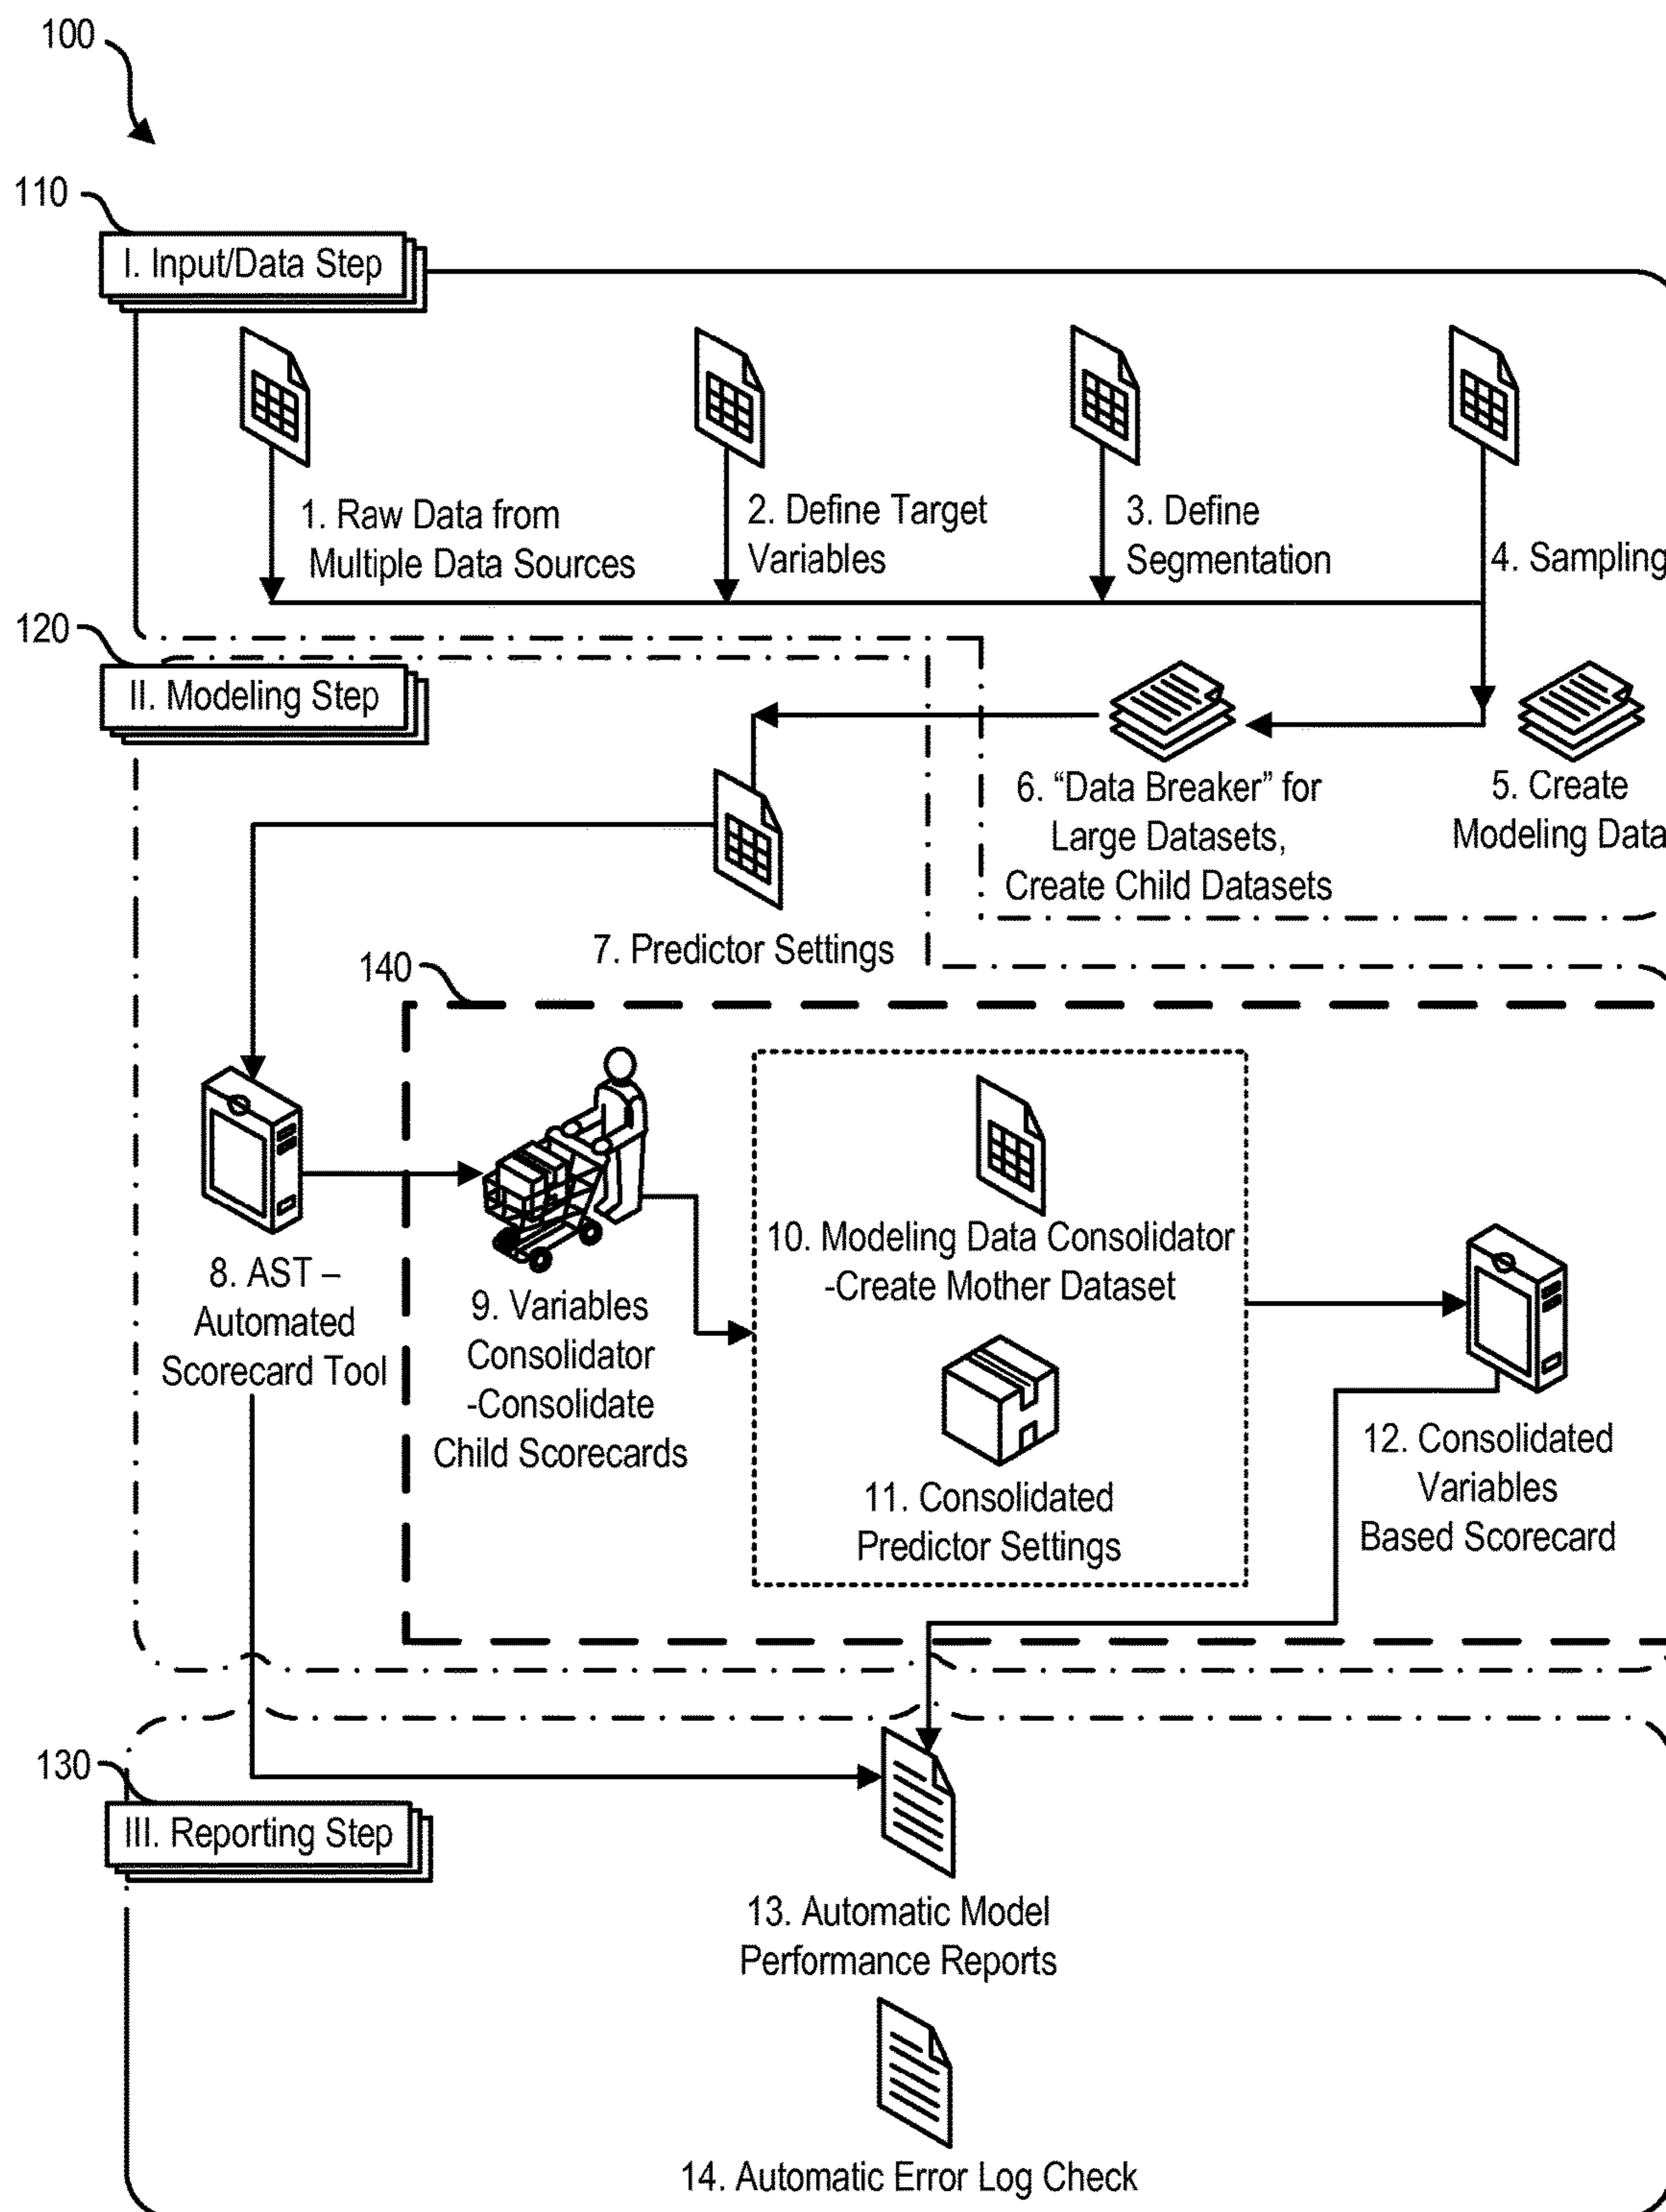 100
110
I. Input/Data Step
1. Raw Data from
Multiple Data Sources
2. Define Target
Variables
3. Define
Segmentation
4. Sampling
120
II. Modeling Step
6. “Data Breaker” for
Large Datasets,
Create Child Datasets
5. Create
Modeling Data
7. Predictor Settings
140
8. AST –
Automated
Scorecard Tool
9. Variables
Consolidator
-Consolidate
Child Scorecards
10. Modeling Data Consolidator
-Create Mother Dataset
11. Consolidated
Predictor Settings
12. Consolidated
Variables
Based Scorecard
130
III. Reporting Step
13. Automatic Model
Performance Reports
14. Automatic Error Log Check